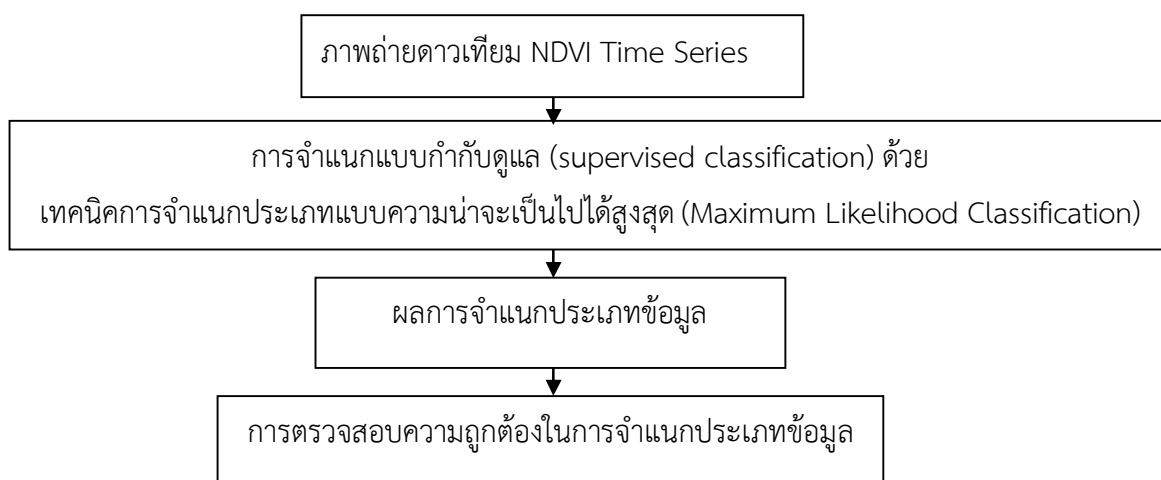 ภาพถ่ายดาวเทียม NDVI Time Series
การจำแนกแบบกำกับดูแล (supervised classification) ด้วย
เทคนิคการจำแนกประเภทแบบความน่าจะเป็นไปได้สูงสุด (Maximum Likelihood Classification)
ผลการจำแนกประเภทข้อมูล
การตรวจสอบความถูกต้องในการจำแนกประเภทข้อมูล